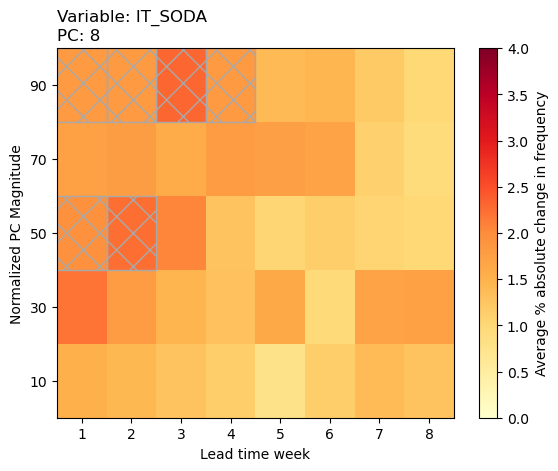 Variable: IT_SODA
PC: 8
90
70
50
30
10
Normalized PC Magnitude
1 2 3 4 5 6 7 8
Lead time week
4.0
3.5
3.0
2.5
2.0
1.5
1.0
0.5
0.0
Average % absolute change in frequency